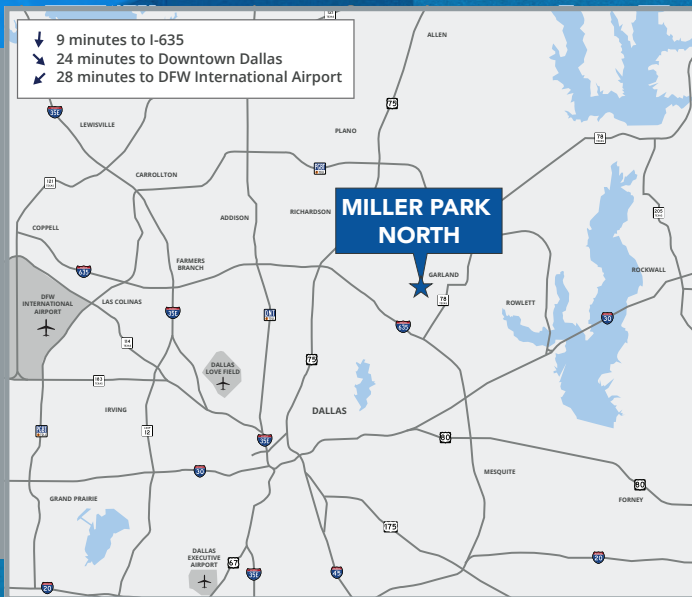 9 minutes to I-635
24 minutes to Downtown Dallas
28 minutes to DFW International Airport
ALLEN
75
35E
LEWISVILLE
PLANO
78
CARROLLTON
121
205
COPPELL
ADDISON
RICHARDSON
MILLER PARK
NORTH
635
FARMERS
BRANCH
GARLAND
ROCKWALL
DFW
INTERNATIONAL
AIRPORT
LAS COLINAS
35E
78
ROWLETT
30
635
114
75
DALLAS
LOVE FIELD
183
IRVING
DALLAS
12
35E
80
30
MESQUITE
80
GRAND PRAIRIE
FORNEY
175
DALLAS
EXECUTIVE
AIRPORT
67
35E
45
20
20